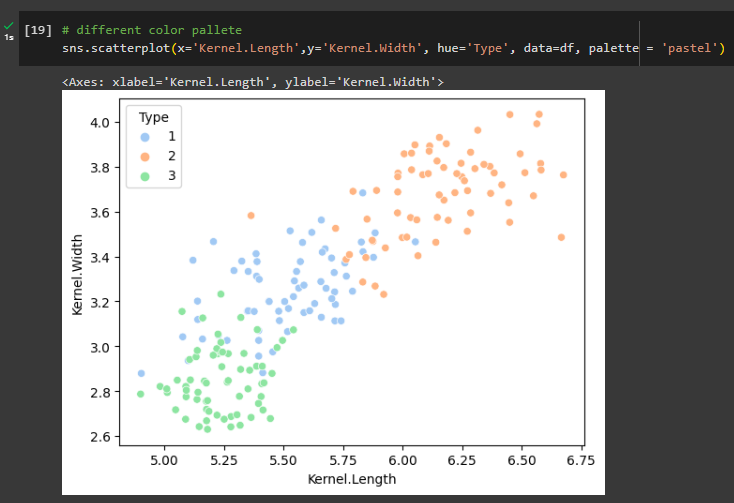 [19] # different color pallete
1s
sns.scatterplot(x='Kernel.Length',y='Kernel.Width', hue='Type', data=df, palette = 'pastel')
<Axes: xlabel='Kernel.Length', ylabel='Kernel.Width'>
Type
1
2
3
4.0
3.8
3.6
3.4
3.2
3.0
2.8
2.6
Kernel.Width
5.00 5.25 5.50 5.75 6.00 6.25 6.50 6.75
Kernel.Length